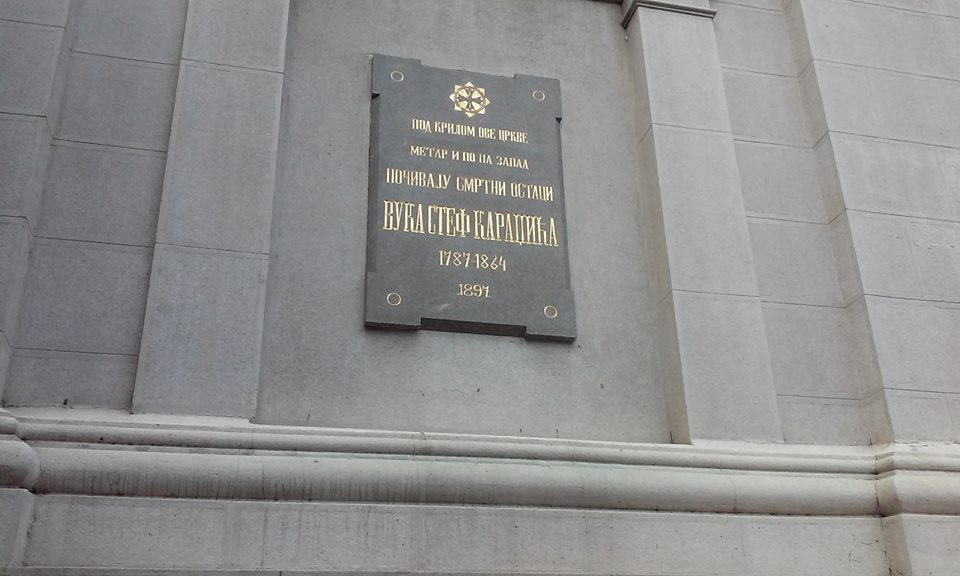 ПОД КРИЛОМ ОВЕ ЦРКВЕ
МЕТАР И ПО НА ЗАПАД
ПОЧИВАЈУ СМРТНИ ОСТАЦИ
ВУКА СТЕФ КАРАЏИЋА
1787-1864
1897